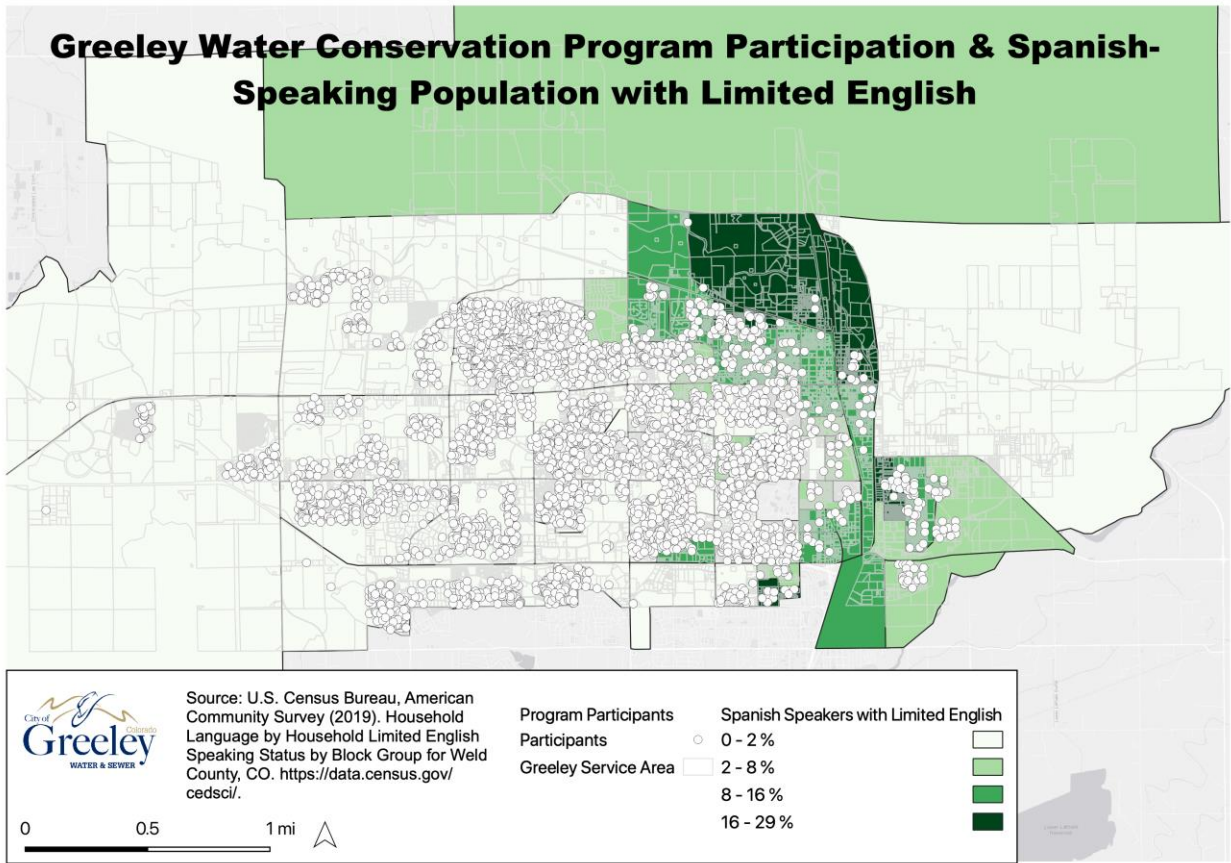 Greeley Water Conservation Program Participation & Spanish-
Speaking Population with Limited English
City of
Greeley
Colorado
WATER & SEWER
Source: U.S. Census Bureau, American
Community Survey (2019). Household
Language by Household Limited English
Speaking Status by Block Group for Weld
County, CO. https://data.census.gov/
cedsci/.
0 0.5 1 mi
Program Participants
Participants
Greeley Service Area
Spanish Speakers with Limited English
0 - 2 %
2 - 8 %
8 - 16 %
16 - 29 %